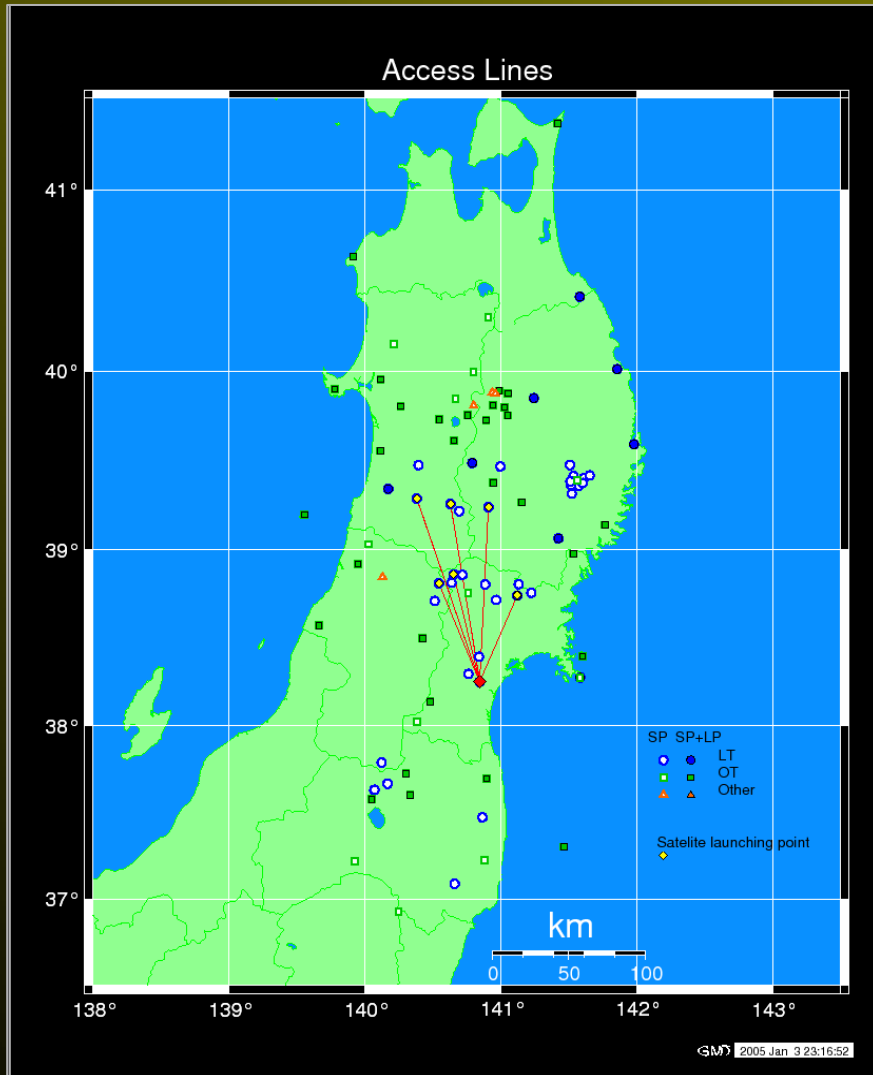 Access Lines
41°
40°
39°
38°
37°
SP SP+LP
LT
OT
Other
Satelite launching point
km
0 50 100
138° 139° 140° 141° 142° 143°
GMT 2005 Jan 3 23:16:52